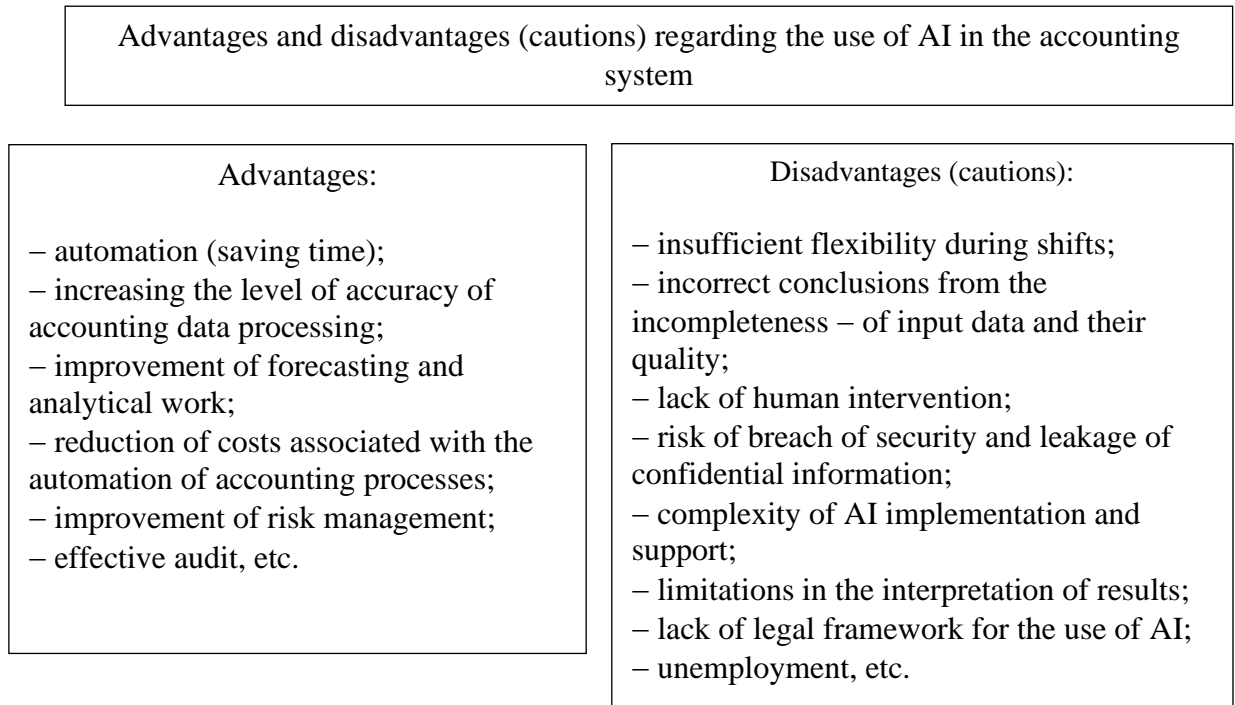 Advantages and disadvantages (cautions) regarding the use of AI in the accounting
system
Advantages:
– automation (saving time);
– increasing the level of accuracy of
accounting data processing;
– improvement of forecasting and
analytical work;
– reduction of costs associated with the
automation of accounting processes;
– improvement of risk management;
– effective audit, etc.
Disadvantages (cautions):
– insufficient flexibility during shifts;
– incorrect conclusions from the
incompleteness – of input data and their
quality;
– lack of human intervention;
– risk of breach of security and leakage of
confidential information;
– complexity of AI implementation and
support;
– limitations in the interpretation of results;
– lack of legal framework for the use of AI;
– unemployment, etc.